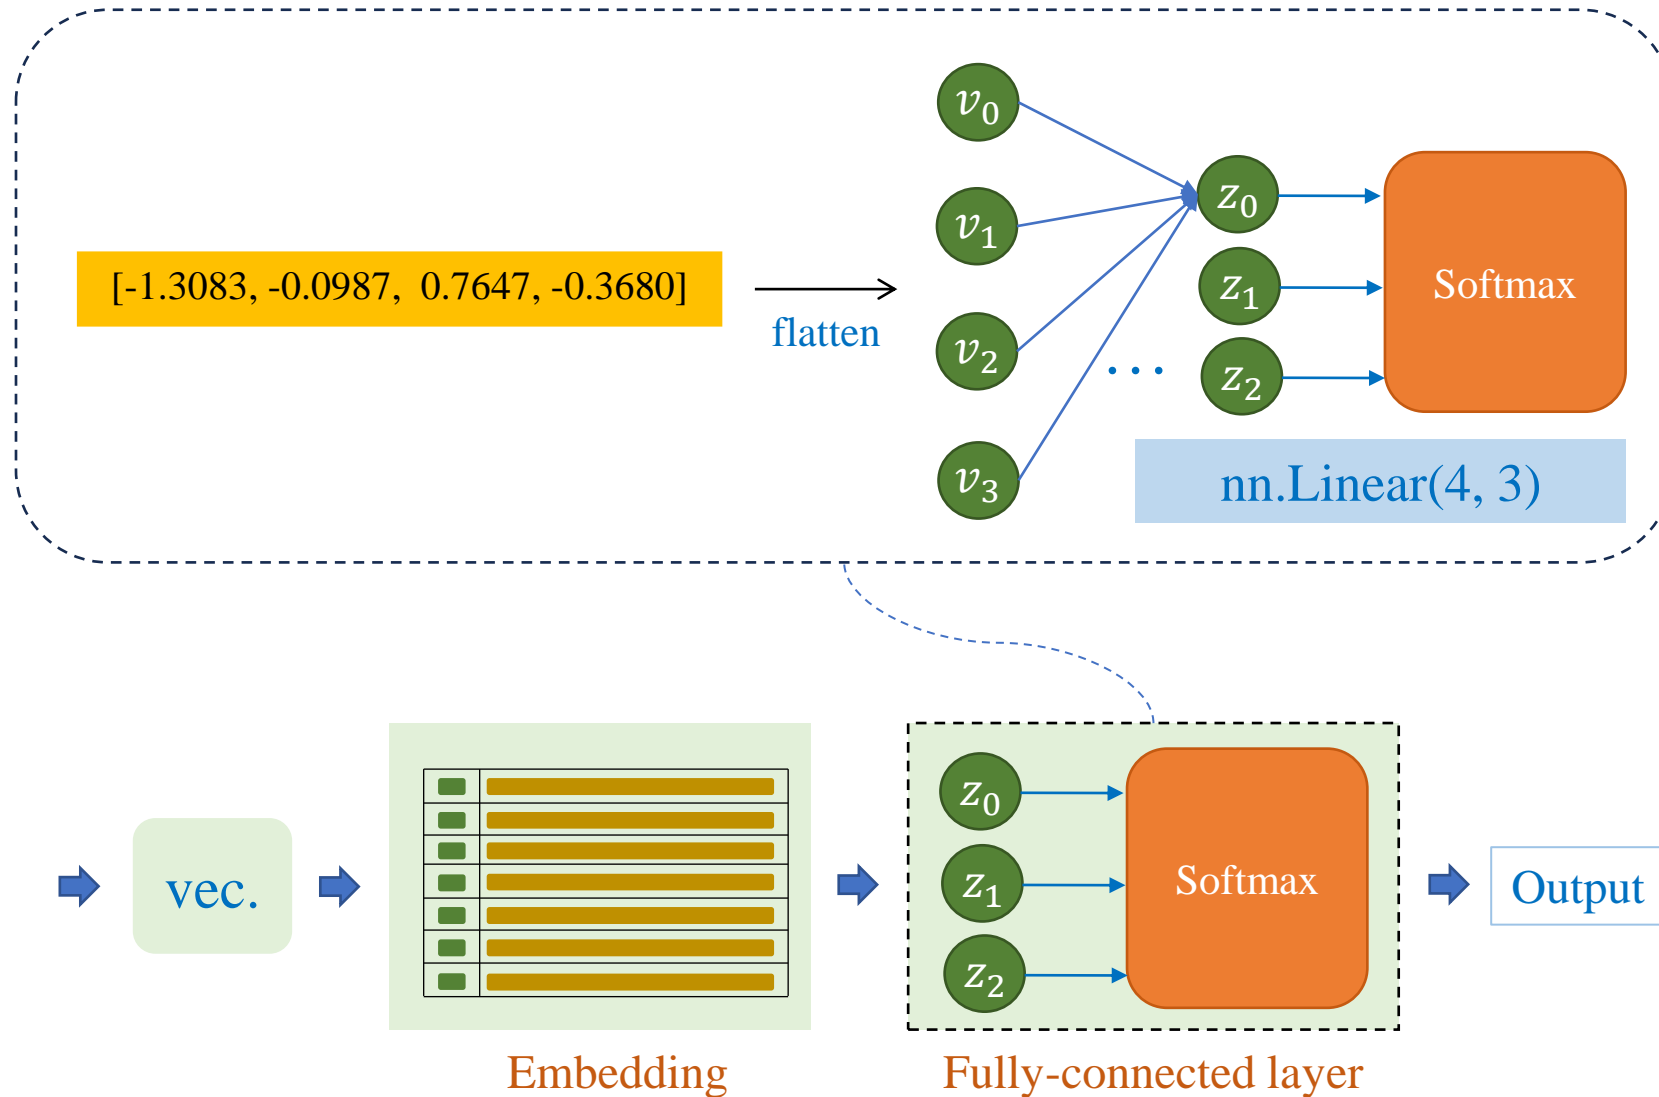 v0
v1
v2
v3
[-1.3083, -0.0987, 0.7647, -0.3680]
flatten
...
z0
z1
z2
Softmax
nn.Linear(4, 3)
vec.
z0
z1
z2
Softmax
Output
Embedding
Fully-connected layer